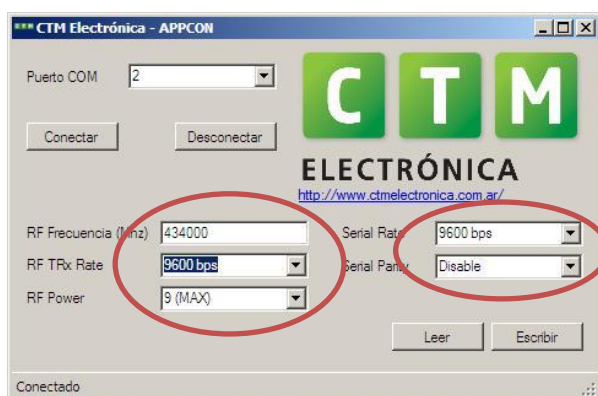 CTM Electrónica - APPCON
Puerto COM 2
Conectar Desconectar
C T M
ELECTRÓNICA
http://www.ctmelectronica.com.ar/
RF Frecuencia (Mhz) 434000 Serial Rate 9600 bps
RF TRx Rate 9600 bps Serial Parity Disable
RF Power 9 (MAX)
Leer Escribir
Conectado